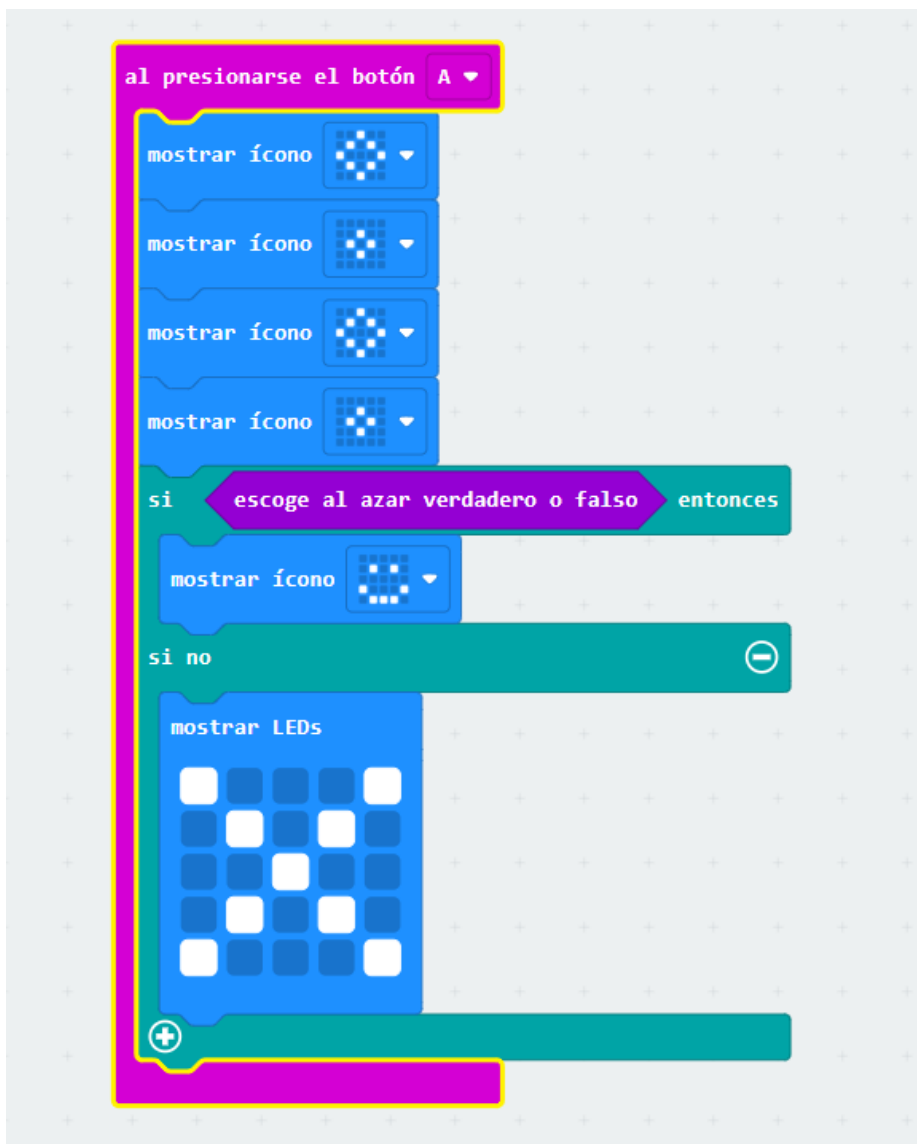 al presionarse el botón A
mostrar ícono
mostrar ícono
mostrar ícono
mostrar ícono
si escoge al azar verdadero o falso entonces
mostrar ícono
si no
mostrar LEDs